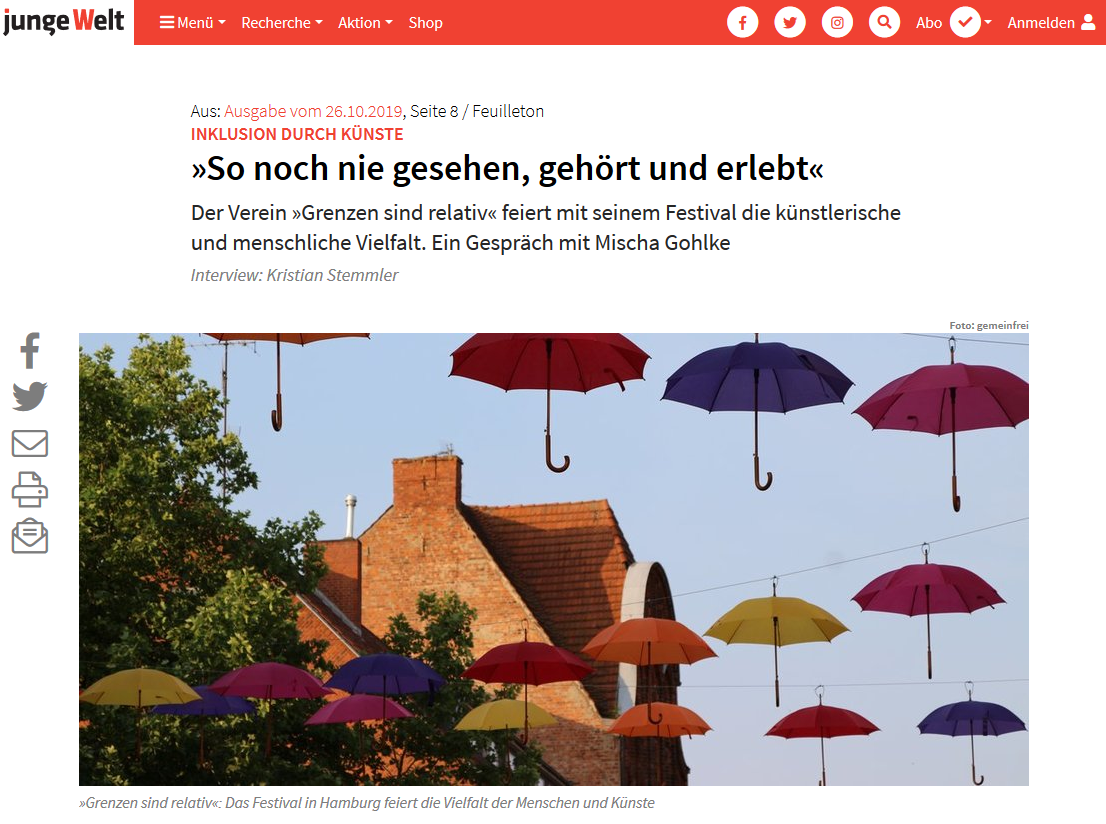 junge Welt
Menü Recherche Aktion Shop Abo Anmelden
Aus: Ausgabe vom 26.10.2019, Seite 8 / Feuilleton
INKLUSION DURCH KÜNSTE
»So noch nie gesehen, gehört und erlebt«
Der Verein »Grenzen sind relativ« feiert mit seinem Festival die künstlerische
und menschliche Vielfalt. Ein Gespräch mit Mischa Gohlke
Interview: Kristian Stemmler
Foto: gemeinfrei
»Grenzen sind relativ«: Das Festival in Hamburg feiert die Vielfalt der Menschen und Künste